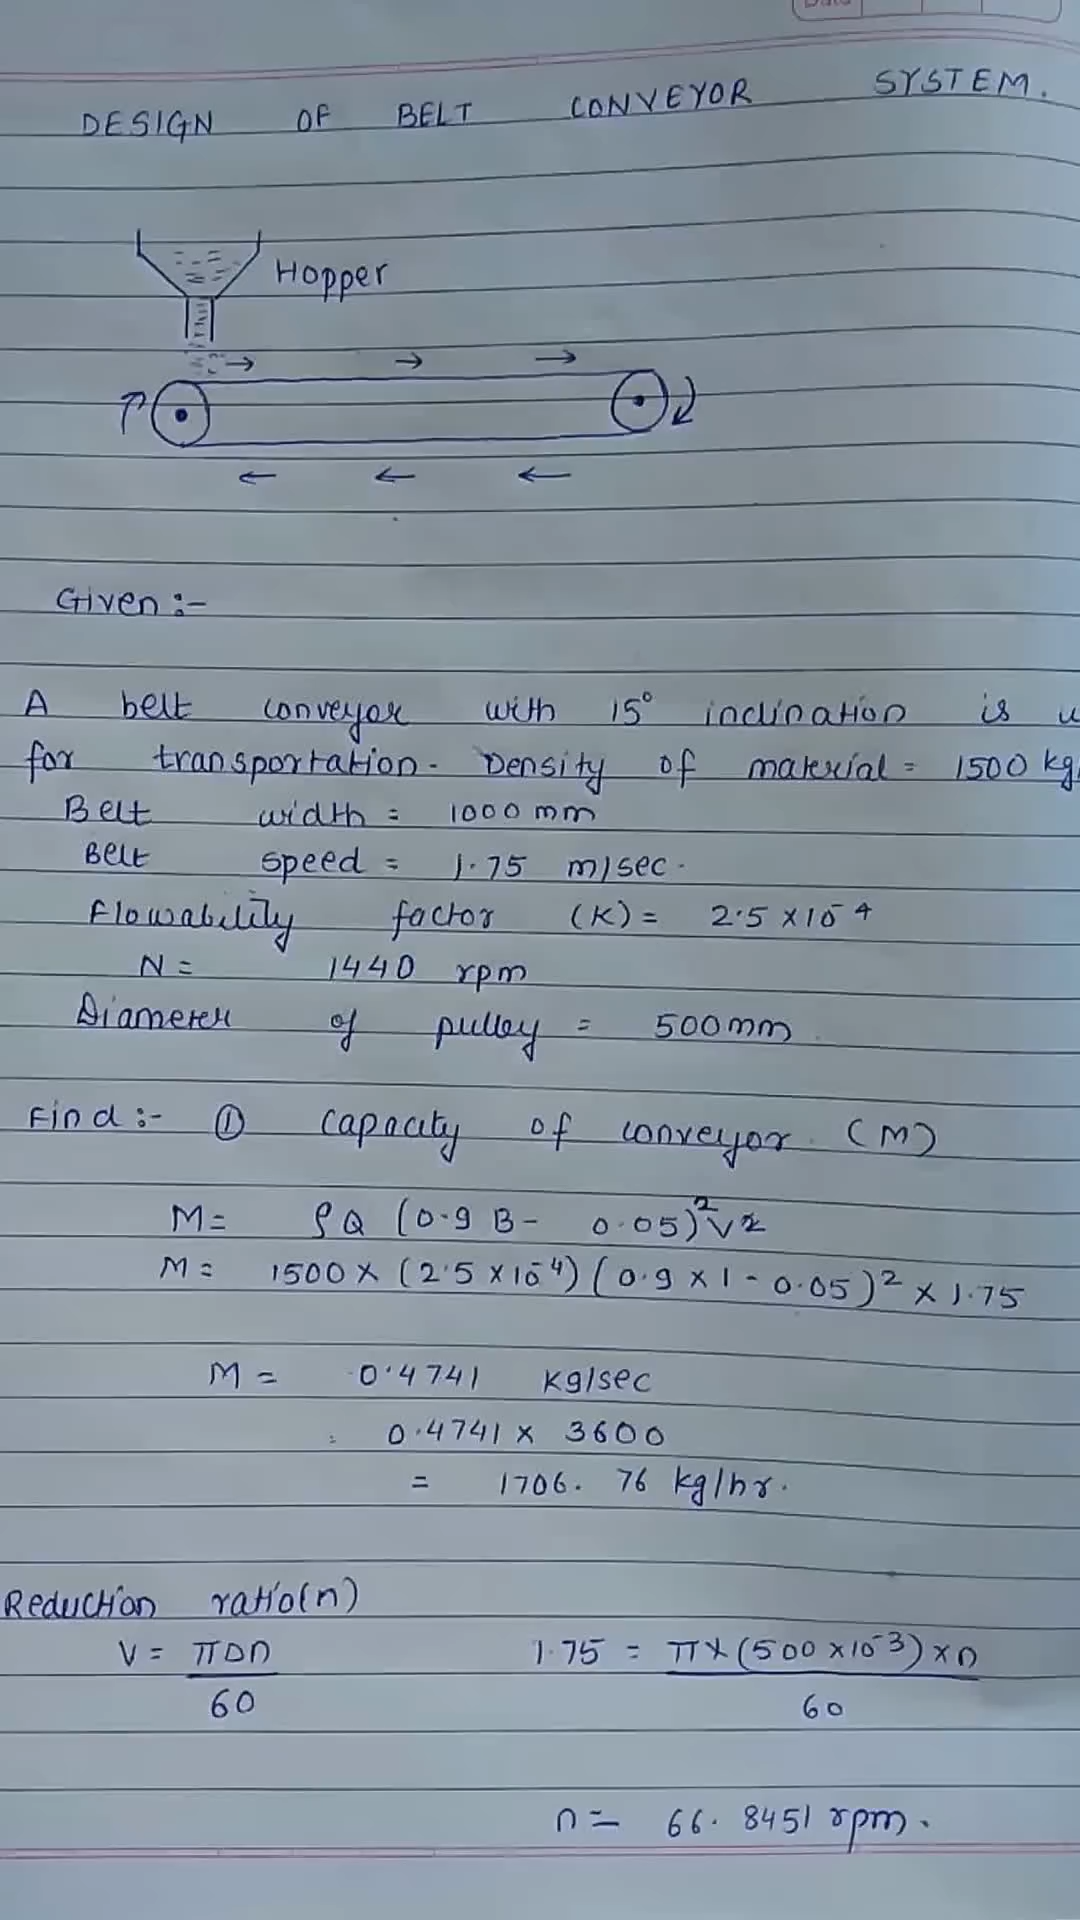 DESIGN OF BELT CONVEYOR SYSTEM.
Hopper
Given :-
A belt conveyor with 15° inclination is
for transportation. Density of material = 1500 kg
Belt width = 1000 mm
Belt speed = 1.75 m/sec.
Flowability factor (K) = 2.5 × 10⁻⁴
N = 1440 rpm
Diameter of pulley = 500mm
Find :- ① capacity of conveyor. (M)
M = ρQ (0.9 B - 0.05)²V
M = 1500 × (2.5 × 10⁻⁴) (0.9 × 1 - 0.05)² × 1.75
M = 0.4741 kg/sec
= 0.4741 × 3600
= 1706.76 kg/hr.
Reduction ratio(n)
V = πDn / 60 1.75 = π × (500 × 10⁻³) × n / 60
n = 66.8451 rpm.